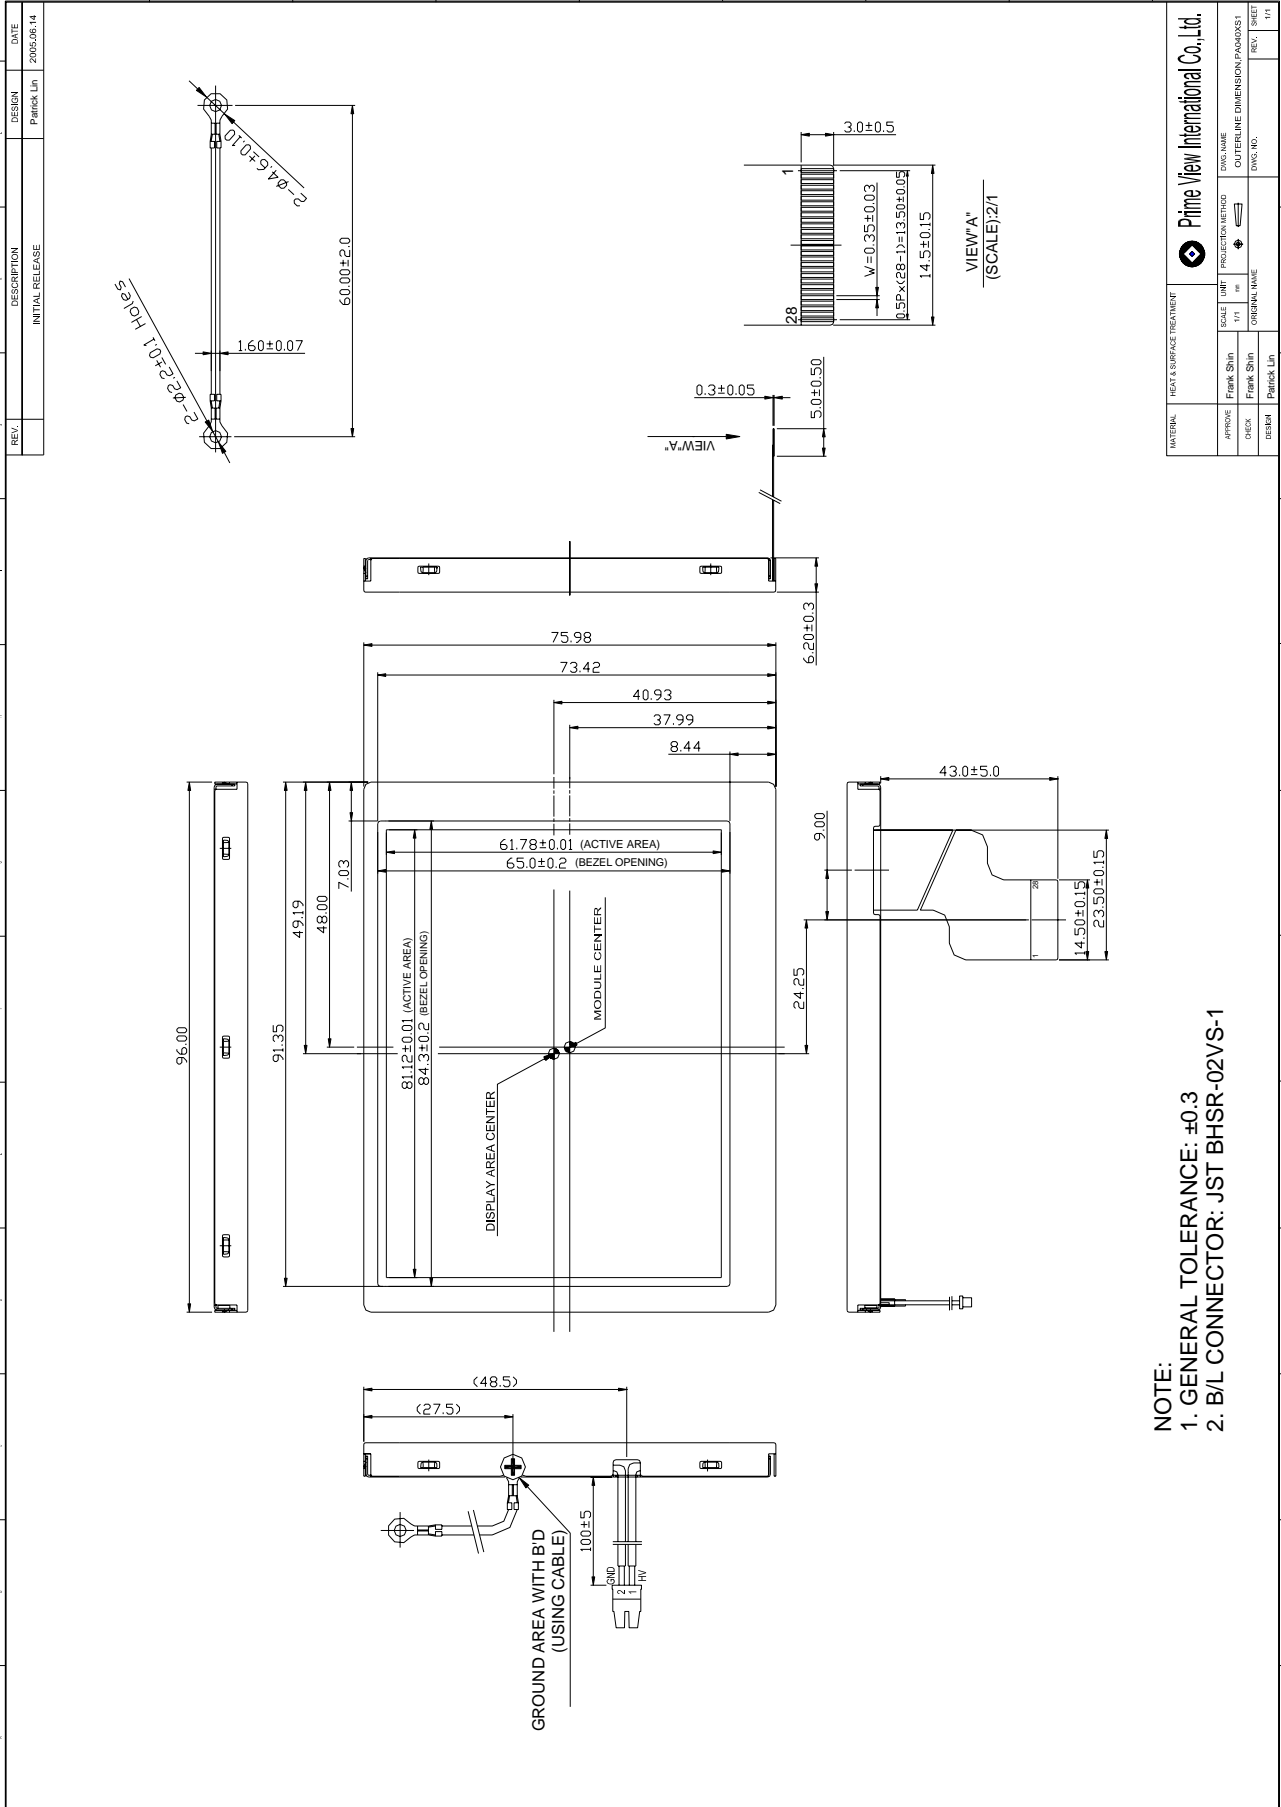 REV.
DESCRIPTION
DESIGN
DATE
INITIAL RELEASE
Patrick Lin
2005.06.14
2-Ø2.2±0.1 Holes
2-Ø4.6±0.10
1.60±0.07
60.00±2.0
VIEW"A"
0.3±0.05
5.0±0.50
28
1
3.0±0.5
W=0.35±0.03
0.5Px(28-1)=13.50±0.05
14.5±0.15
VIEW"A"
(SCALE):2/1
6.20±0.3
96.00
91.35
49.19
48.00
7.03
75.98
73.42
40.93
37.99
8.44
61.78±0.01 (ACTIVE AREA)
65.0±0.2 (BEZEL OPENING)
81.12±0.01 (ACTIVE AREA)
84.3±0.2 (BEZEL OPENING)
DISPLAY AREA CENTER
MODULE CENTER
43.0±5.0
9.00
24.25
1
28
14.50±0.15
23.50±0.15
(48.5)
(27.5)
100±5
GND
2
1
HV
GROUND AREA WITH B'D
(USING CABLE)
NOTE:
1. GENERAL TOLERANCE: ±0.3
2. B/L CONNECTOR: JST BHSR-02VS-1
MATERIAL
HEAT & SURFACE TREATMENT
Prime View International Co.,Ltd.
APPROVE
Frank Shin
SCALE
1/1
UNIT
PROJECTION METHOD
DWG. NAME
OUTERLINE DIMENSION,PA040XS1
CHECK
Frank Shin
ORIGINAL NAME
DWG. NO.
REV.
SHEET
1/1
DESIGN
Patrick Lin